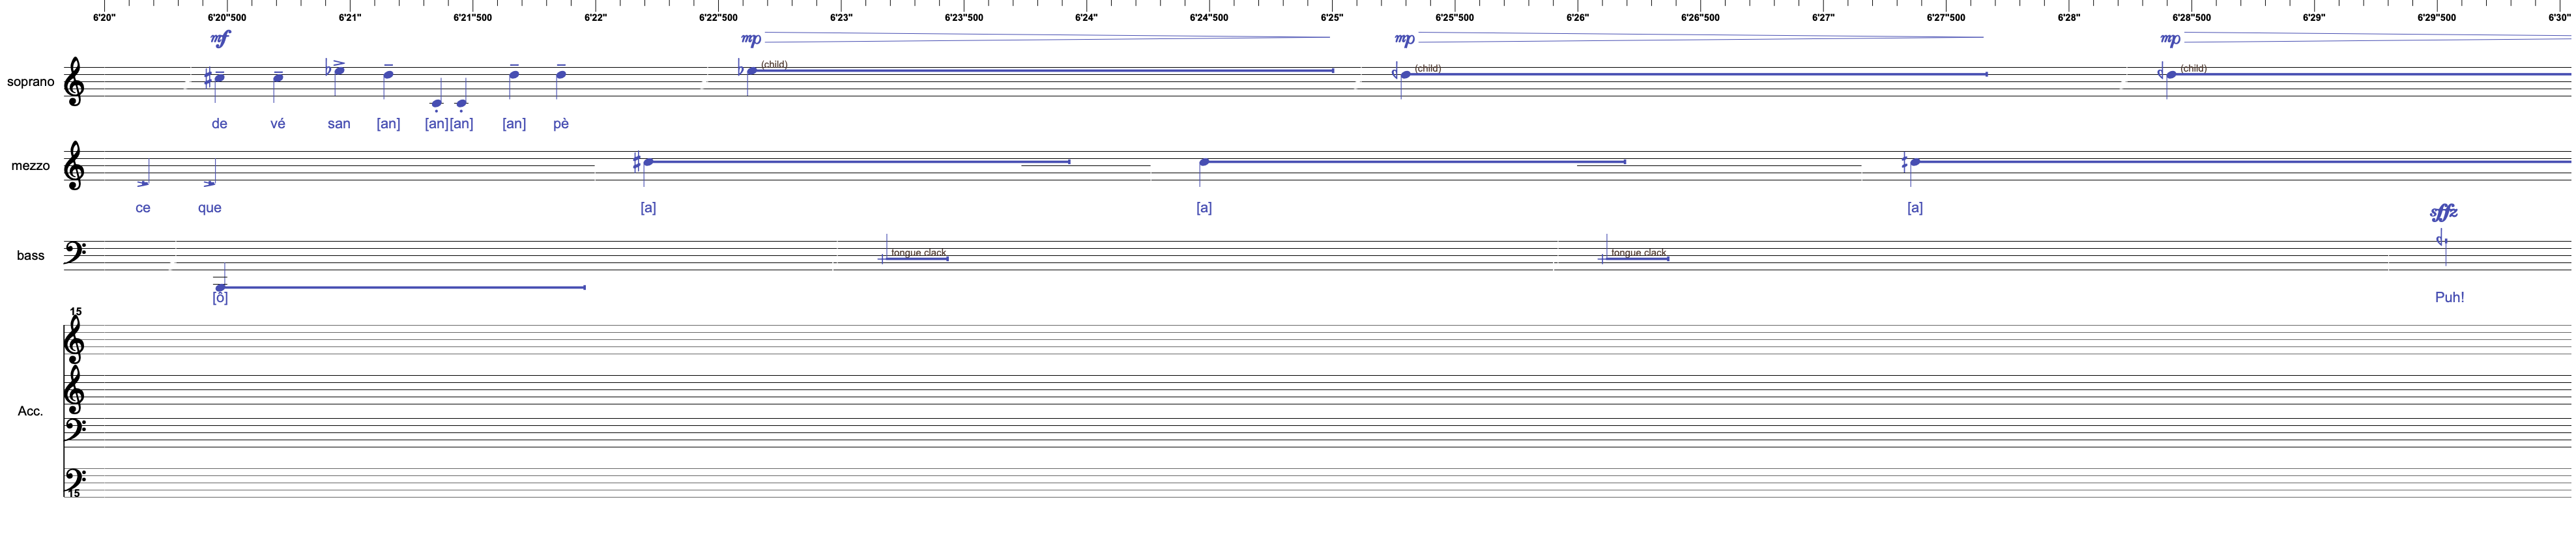 6'20" 6'20"500 6'21" 6'21"500 6'22" 6'22"500 6'23" 6'23"500 6'24" 6'24"500 6'25" 6'25"500 6'26" 6'26"500 6'27" 6'27"500 6'28" 6'28"500 6'29" 6'29"500 6'30"
mf mp mp mp
soprano (child) (child) (child)
de vé san [an] [an] [an] [an] pè
mezzo
ce que [a] [a] [a]
sffz
bass tongue clack tongue clack
[ô] Puh!
15
Acc.
15